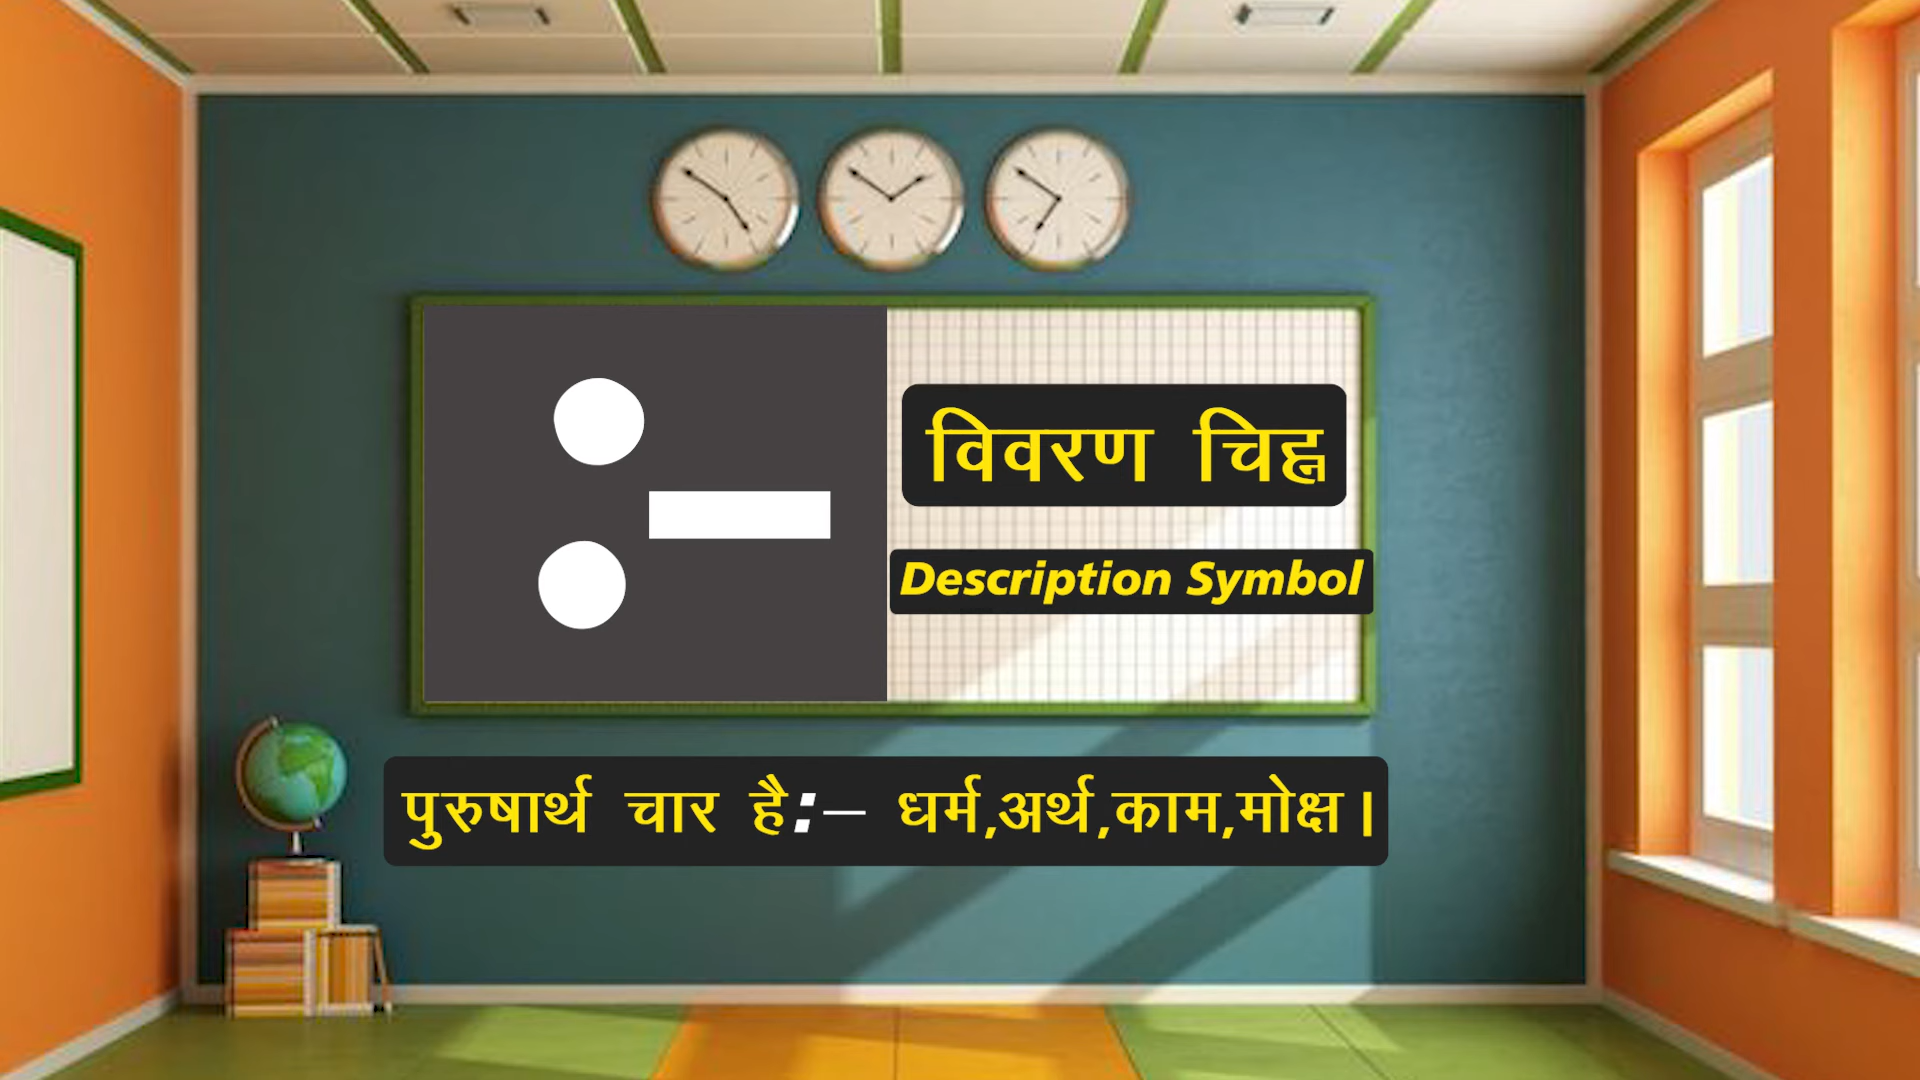 विवरण चिह्न
Description Symbol
पुरुषार्थ चार है:– धर्म,अर्थ,काम,मोक्ष।